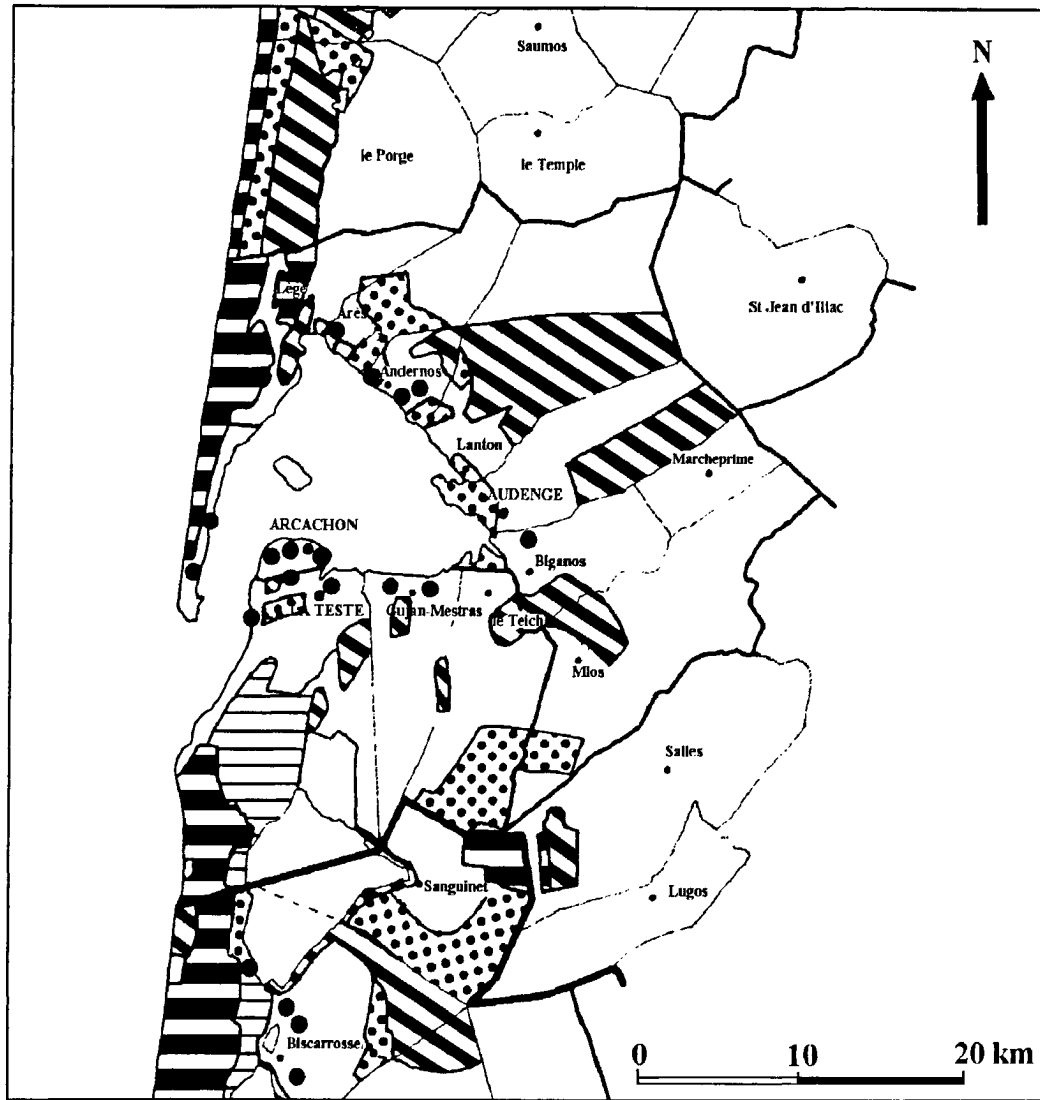 Saumos
N
le Porge
le Temple
Lège
St Jean d'Illac
Arès
Andernos
Lanton
Marcheprime
AUDENGE
ARCACHON
Biganos
LA TESTE
Gujan-Mestras
le Teich
Mios
Salles
Sanguinet
Lugos
Biscarrosse
0 10 20 km